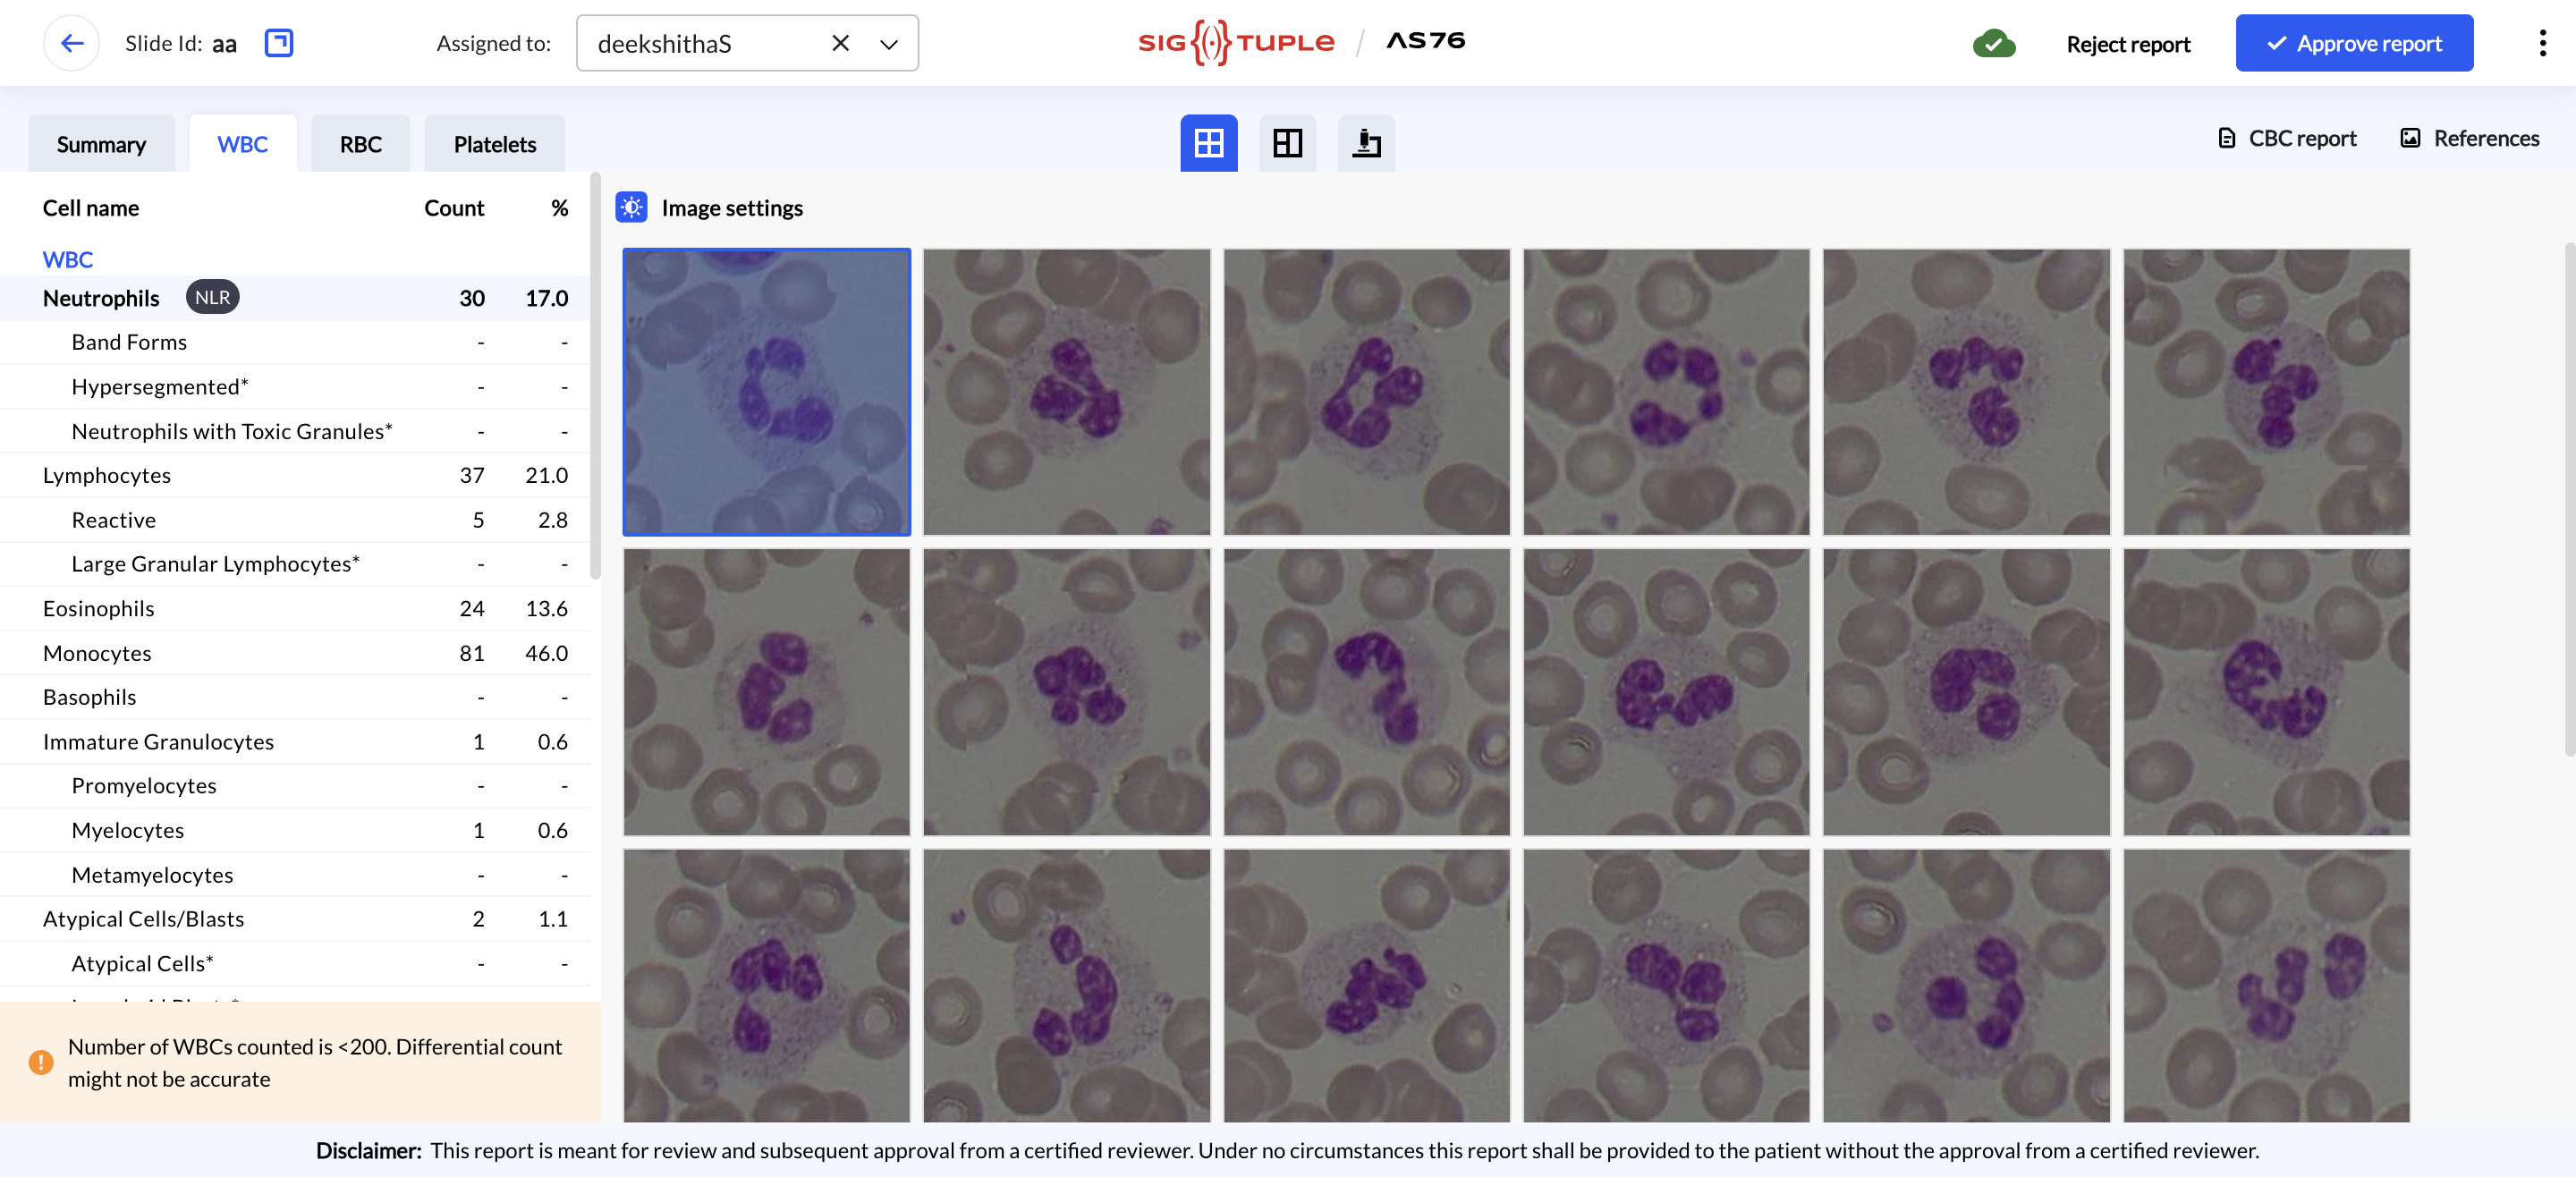 Slide Id: aa
Assigned to: deekshithaS
SIG TUPLE / AS76
Reject report
Approve report
Summary
WBC
RBC
Platelets
CBC report
References
Cell name Count %
WBC
Neutrophils NLR 30 17.0
Band Forms - -
Hypersegmented* - -
Neutrophils with Toxic Granules* - -
Lymphocytes 37 21.0
Reactive 5 2.8
Large Granular Lymphocytes* - -
Eosinophils 24 13.6
Monocytes 81 46.0
Basophils - -
Immature Granulocytes 1 0.6
Promyelocytes - -
Myelocytes 1 0.6
Metamyelocytes - -
Atypical Cells/Blasts 2 1.1
Atypical Cells* - -
Number of WBCs counted is <200. Differential count
might not be accurate
Image settings
Disclaimer: This report is meant for review and subsequent approval from a certified reviewer. Under no circumstances this report shall be provided to the patient without the approval from a certified reviewer.